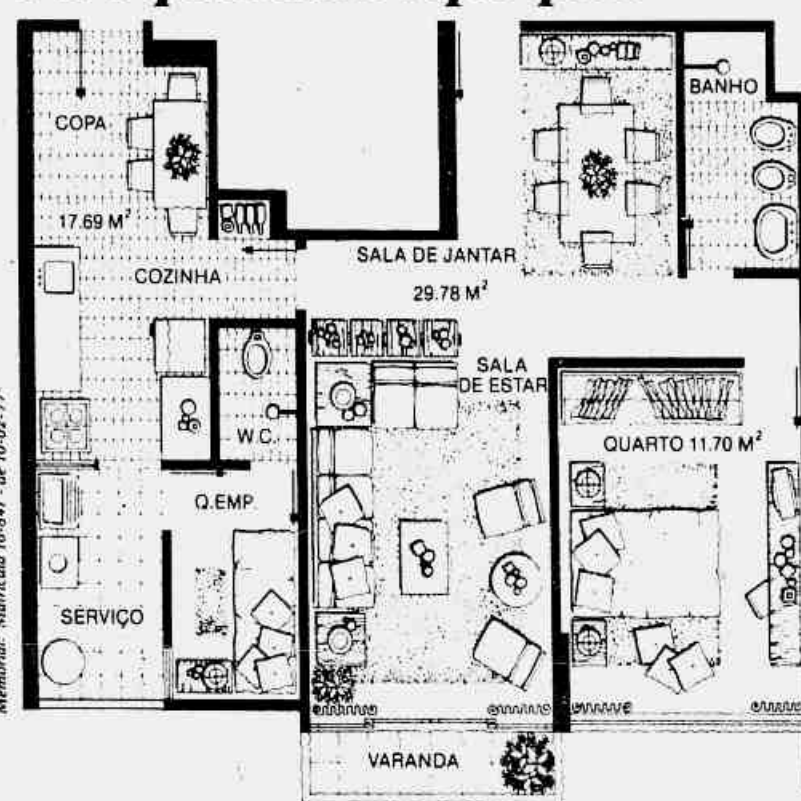 COPA
BANHO
17.69 M²
SALA DE JANTAR
COZINHA
29.78 M²
SALA
DE ESTAR
W.C.
QUARTO 11.70 M²
Q.EMP.
SERVIÇO
VARANDA